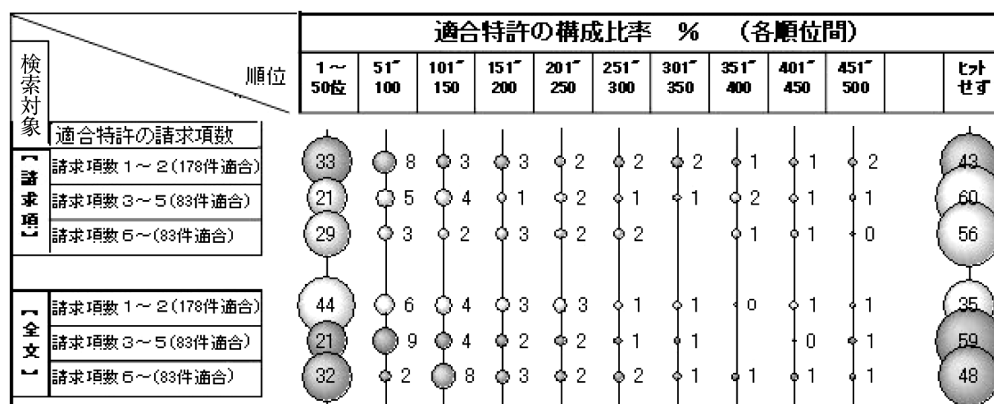 適合特許の構成比率 % (各順位間)
順位 1~50位 51~100 101~150 151~200 201~250 251~300 301~350 351~400 401~450 451~500 ヒットせず
検索対象
適合特許の請求項数
【請求項】
請求項数1~2(178件適合) 33 8 3 3 2 2 2 1 1 2 43
請求項数3~5(83件適合) 21 5 4 1 2 1 1 2 1 1 60
請求項数6~(83件適合) 29 3 2 3 2 2 1 1 0 56
【全文】
請求項数1~2(178件適合) 44 6 4 3 3 1 1 0 1 1 35
請求項数3~5(83件適合) 21 9 4 2 2 1 1 0 1 59
請求項数6~(83件適合) 32 2 8 3 2 2 1 1 1 1 48